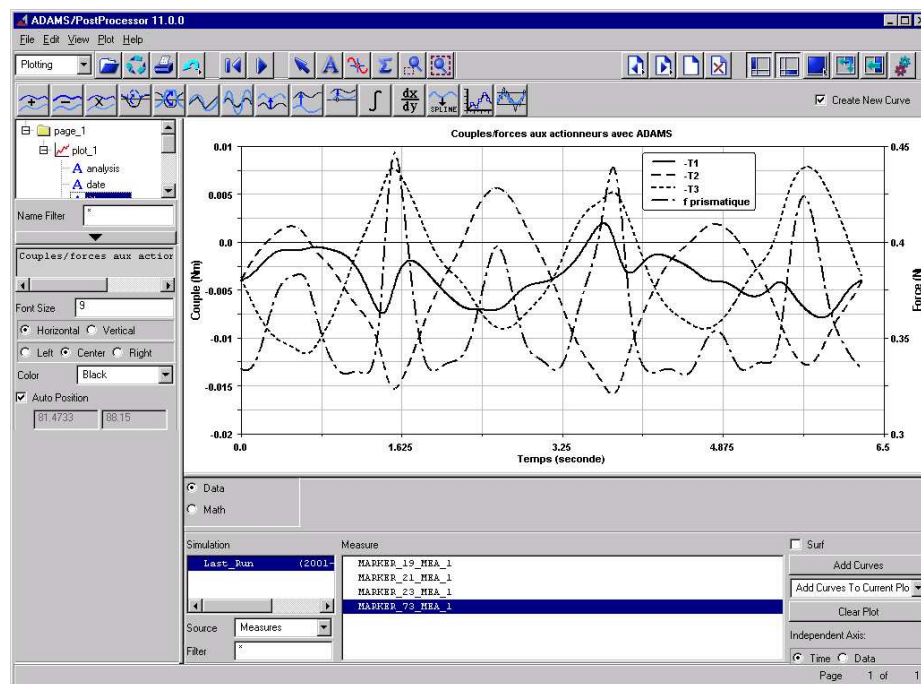 ADAMS/PostProcessor 11.0.0
File Edit View Plot Help
Plotting
dx
dy
SPLINE
Create New Curve
page_1
plot_1
analysis
date
Name Filter *
Couples/forces aux action
Font Size 9
Horizontal Vertical
Left Center Right
Color Black
Auto Position
81.4733 88.15
Couples/forces aux actionneurs avec ADAMS
0.01
0.005
0.0
-0.005
-0.01
-0.015
-0.02
Couple (Nm)
-T1
-T2
-T3
f prismatique
0.45
0.4
0.35
0.3
Force (N
0.0 1.625 3.25 4.875 6.5
Temps (seconde)
Data
Math
Simulation
Last_Run (2001-
Source Measures
Filter *
Measure
MARKER_19_MEA_1
MARKER_21_MEA_1
MARKER_23_MEA_1
MARKER_73_MEA_1
Surf
Add Curves
Add Curves To Current Plo
Clear Plot
Independent Axis:
Time Data
Page 1 of 1